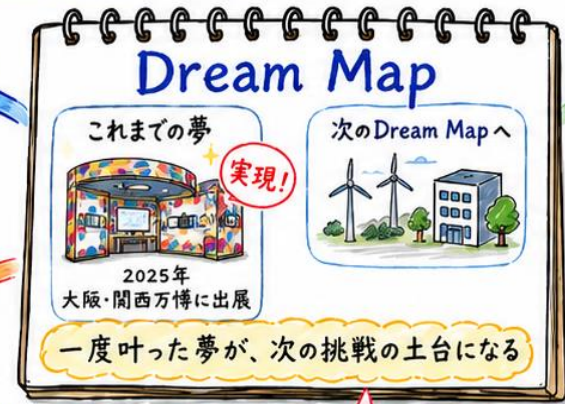 Dream Map
これまでの夢
実現！
2025年
大阪・関西万博に出展
次のDream Mapへ
一度叶った夢が、次の挑戦の土台になる